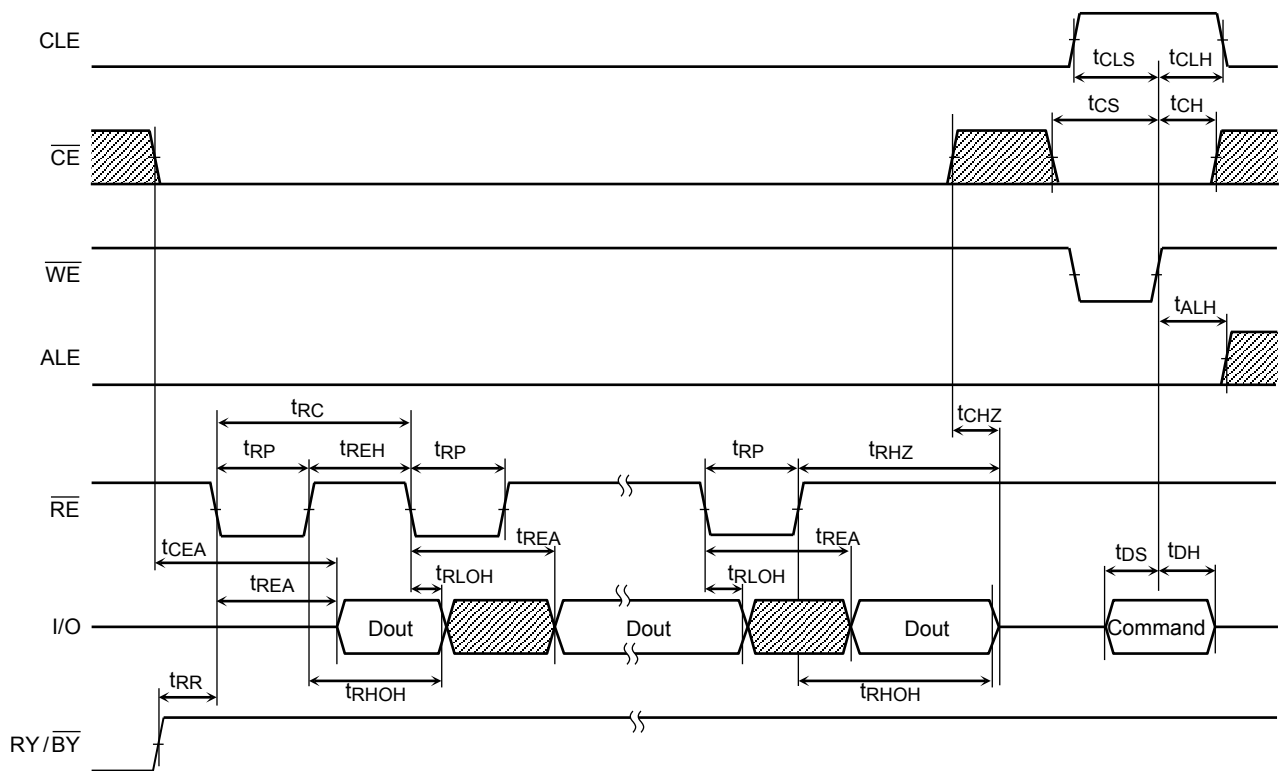 CLE
tCLS tCLH
tCS tCH
CE
WE
tALH
ALE
tRC
tCHZ
tRP tREH tRP tRP tRHZ
RE
tCEA tREA tREA
tREA tRLOH tRLOH tDS tDH
I/O Dout Dout Dout Command
tRR tRHOH tRHOH
RY/BY